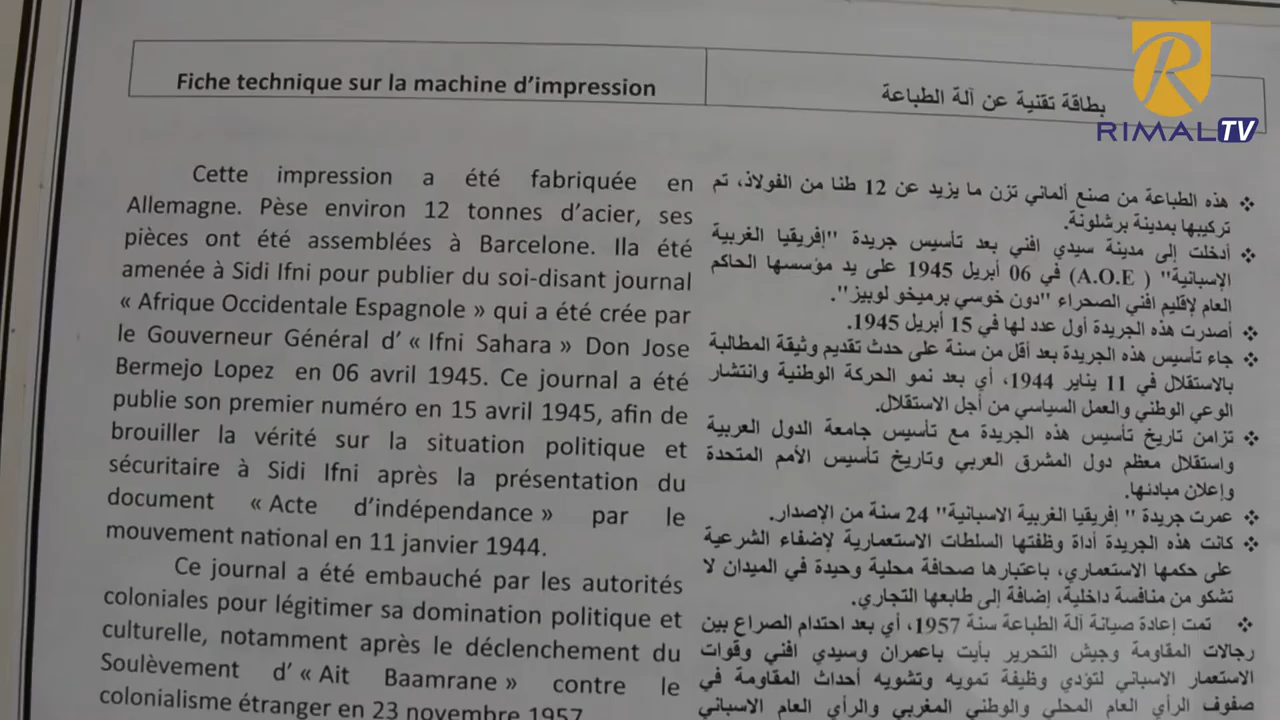 RIMAL TV
Fiche technique sur la machine d'impression
بطاقة تقنية عن آلة الطباعة
Cette impression a été fabriquée en
Allemagne. Pèse environ 12 tonnes d'acier, ses
pièces ont été assemblées à Barcelone. Ila été
amenée à Sidi Ifni pour publier du soi-disant journal
« Afrique Occidentale Espagnole » qui a été crée par
le Gouverneur Général d' « Ifni Sahara » Don Jose
Bermejo Lopez en 06 avril 1945. Ce journal a été
publie son premier numéro en 15 avril 1945, afin de
brouiller la vérité sur la situation politique et
sécuritaire à Sidi Ifni après la présentation du
document « Acte d'indépendance » par le
mouvement national en 11 janvier 1944.
Ce journal a été embauché par les autorités
coloniales pour légitimer sa domination politique et
culturelle, notamment après le déclenchement du
Soulèvement d' « Ait Baamrane » contre le
colonialisme étranger en 23 novembre 1957
❖ هذه الطباعة من صنع ألماني تزن ما يزيد عن 12 طنا من الفولاذ، تم
تركيبها بمدينة برشلونة.
❖ أدخلت إلى مدينة سيدي افني بعد تأسيس جريدة "إفريقيا الغربية
الإسبانية" ( A.O.E) في 06 أبريل 1945 على يد مؤسسها الحاكم
العام لإقليم افني الصحراء "دون خوسي برميخو لوبيز".
❖ أصدرت هذه الجريدة أول عدد لها في 15 أبريل 1945.
❖ جاء تأسيس هذه الجريدة بعد أقل من سنة على حدث تقديم وثيقة المطالبة
بالاستقلال في 11 يناير 1944، أي بعد نمو الحركة الوطنية وانتشار
الوعي الوطني والعمل السياسي من أجل الاستقلال.
❖ تزامن تاريخ تأسيس هذه الجريدة مع تأسيس جامعة الدول العربية
واستقلال معظم دول المشرق العربي وتاريخ تأسيس الأمم المتحدة
وإعلان مبادئها.
❖ عمرت جريدة " إفريقيا الغربية الاسبانية" 24 سنة من الإصدار.
❖ كانت هذه الجريدة أداة وظفتها السلطات الاستعمارية لإضفاء الشرعية
على حكمها الاستعماري، باعتبارها صحافة محلية وحيدة في الميدان لا
تشكو من منافسة داخلية، إضافة إلى طابعها التجاري.
❖ تمت إعادة صيانة آلة الطباعة سنة 1957، أي بعد احتدام الصراع بين
رجالات المقاومة وجيش التحرير بأيت باعمران وسيدي افني وقوات
الاستعمار الاسباني لتؤدي وظيفة تمويه وتشويه أحداث المقاومة في
صفوف الرأي العام المحلي والوطني المغربي والرأي العام الاسباني